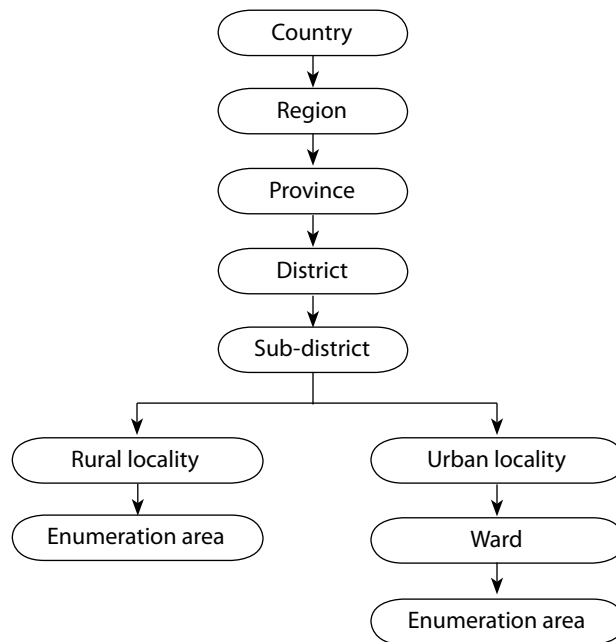 Country
Region
Province
District
Sub-district
Rural locality
Urban locality
Enumeration area
Ward
Enumeration area